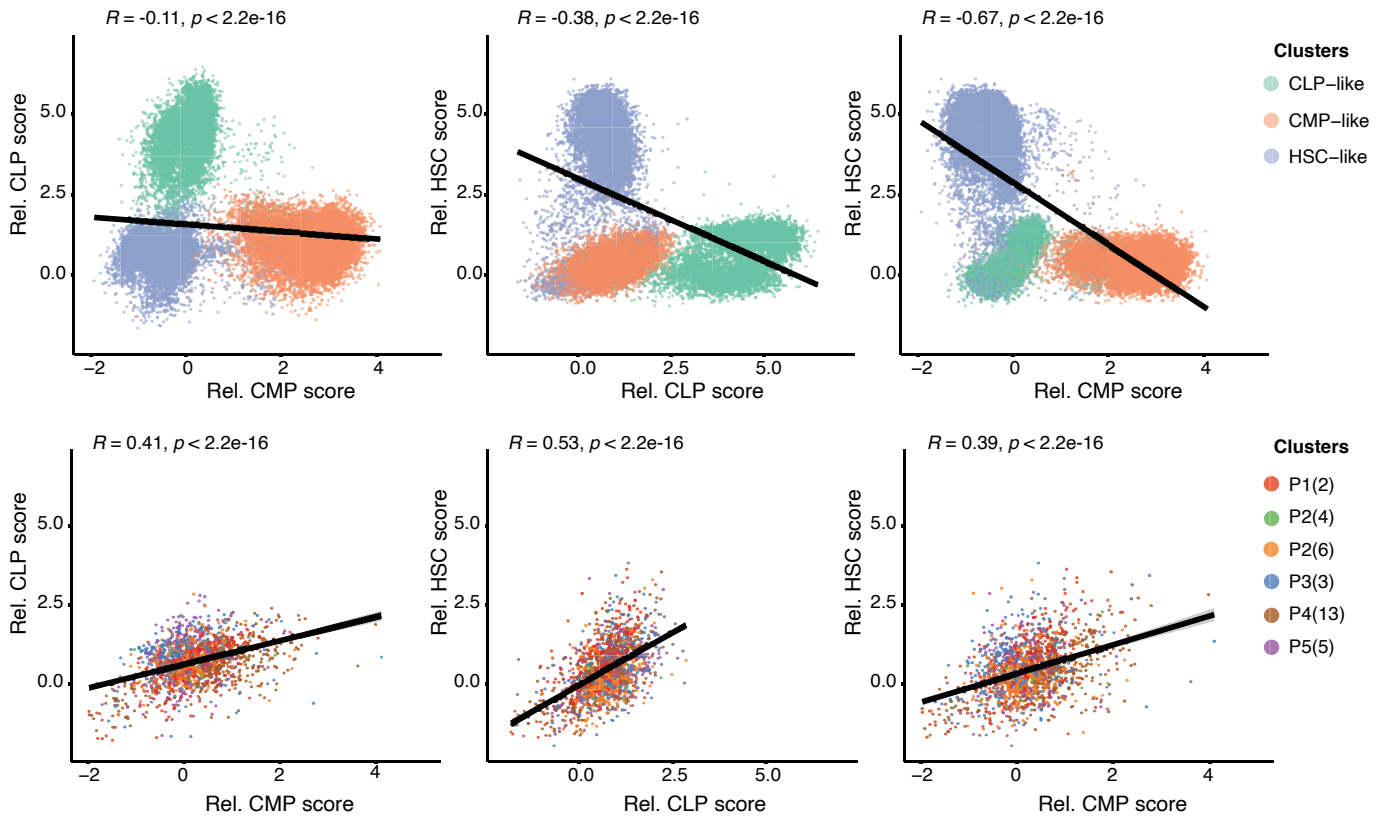 R = -0.11, p < 2.2e-16
Rel. CLP score
5.0
2.5
0.0
−2
0
2
4
Rel. CMP score
R = -0.38, p < 2.2e-16
Rel. HSC score
5.0
2.5
0.0
0.0
2.5
5.0
Rel. CLP score
R = -0.67, p < 2.2e-16
Rel. HSC score
5.0
2.5
0.0
−2
0
2
4
Rel. CMP score
Clusters
CLP−like
CMP−like
HSC−like
R = 0.41, p < 2.2e-16
Rel. CLP score
5.0
2.5
0.0
−2
0
2
4
Rel. CMP score
R = 0.53, p < 2.2e-16
Rel. HSC score
5.0
2.5
0.0
0.0
2.5
5.0
Rel. CLP score
R = 0.39, p < 2.2e-16
Rel. HSC score
5.0
2.5
0.0
−2
0
2
4
Rel. CMP score
Clusters
P1(2)
P2(4)
P2(6)
P3(3)
P4(13)
P5(5)